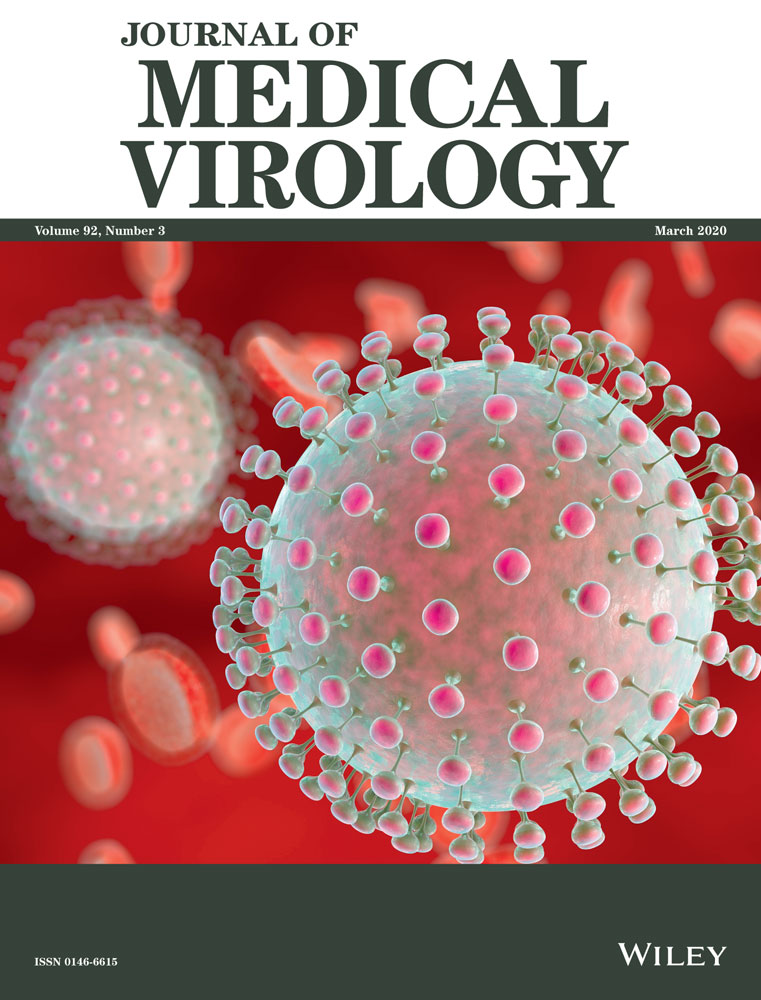 JOURNAL OF
MEDICAL
VIROLOGY
Volume 92, Number 3
March 2020
ISSN 0146-6615
WILEY